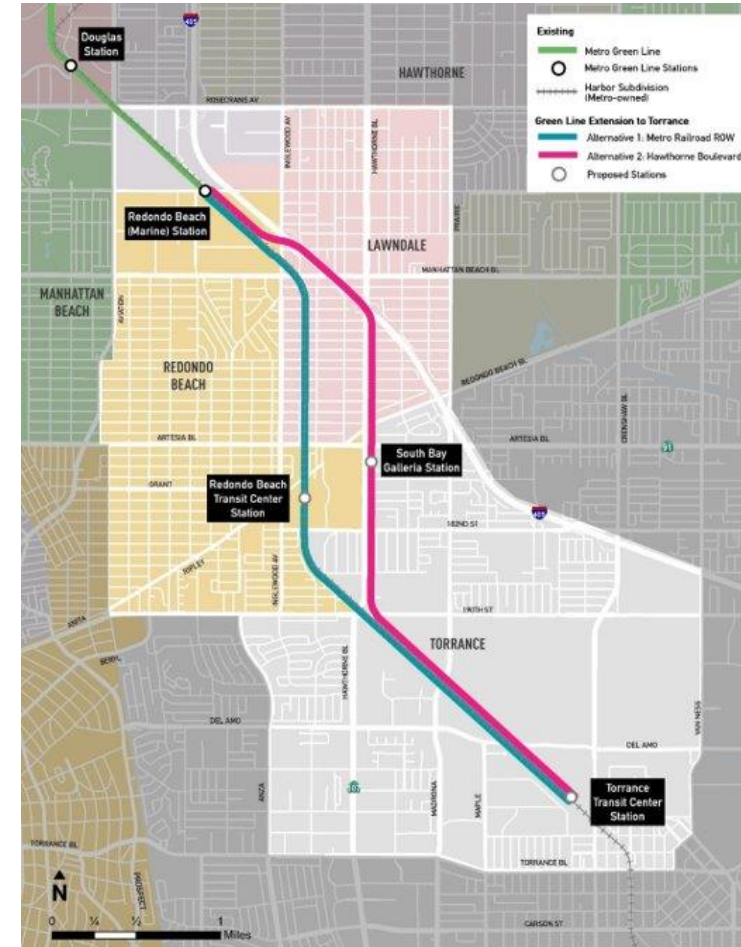 405
Douglas
Station
HAWTHORNE
ROSECRANS AV
INGLEWOOD AV
HAWTHORNE BL
Existing
Metro Green Line
Metro Green Line Stations
Harbor Subdivision
(Metro-owned)
Green Line Extension to Torrance
Alternative 1: Metro Railroad ROW
Alternative 2: Hawthorne Boulevard
Proposed Stations
Redondo Beach
(Marine) Station
LAWNDALE
PRAIRIE
MANHATTAN BEACH BL
MANHATTAN
BEACH
AVIATION
REDONDO
BEACH
REDONDO BEACH BL
ARTESIA BL
ARTESIA BL
CRENSHAW BL
91
South Bay
Galleria Station
GRANT
Redondo Beach
Transit Center
Station
405
182ND ST
RIPLEY
INGLEWOOD AV
190TH ST
ANITA
BERYL
TORRANCE
HAWTHORNE BL
DEL AMO
DEL AMO
VAN NESS
ANZA
107
MADRONA
MAPLE
Torrance
Transit Center
Station
TORRANCE BL
TORRANCE BL
PROSPECT
CARSON ST
N
0 ¼ ½ 1
Miles